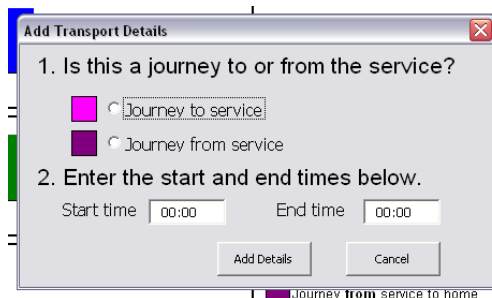 Add Transport Details
1. Is this a journey to or from the service?
Journey to service
Journey from service
2. Enter the start and end times below.
Start time 00:00 End time 00:00
Add Details Cancel
Journey from service to home